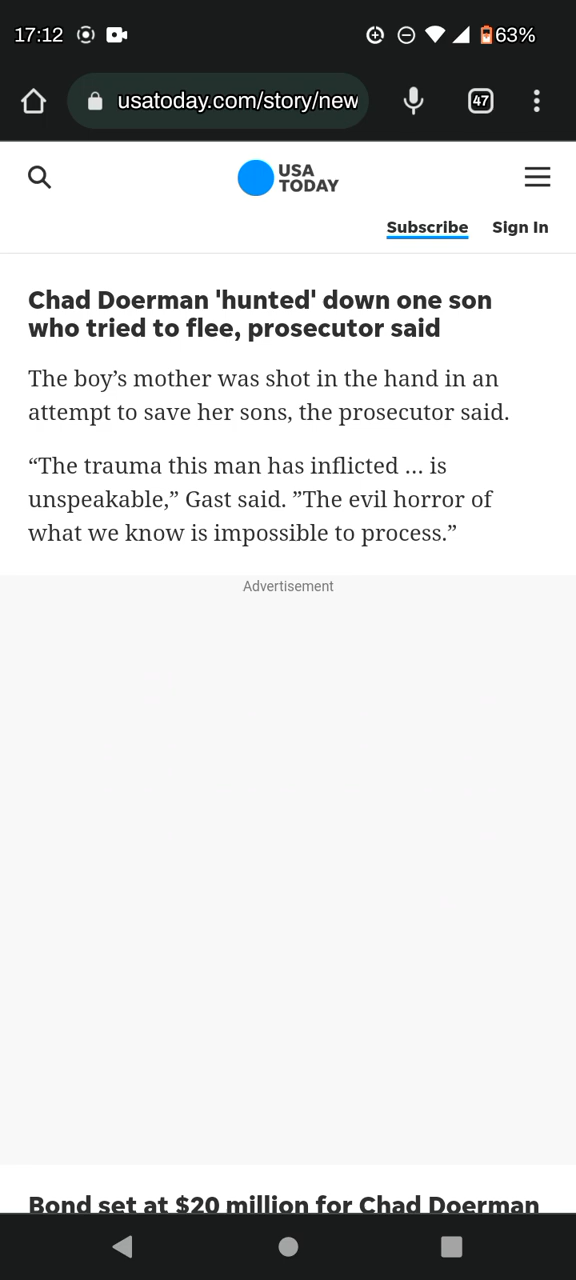 17:12
63%
usatoday.com/story/new
47
USA
TODAY
Subscribe Sign In
Chad Doerman 'hunted' down one son
who tried to flee, prosecutor said
The boy’s mother was shot in the hand in an
attempt to save her sons, the prosecutor said.
“The trauma this man has inflicted ... is
unspeakable,” Gast said. ”The evil horror of
what we know is impossible to process.”
Advertisement
Bond set at $20 million for Chad Doerman